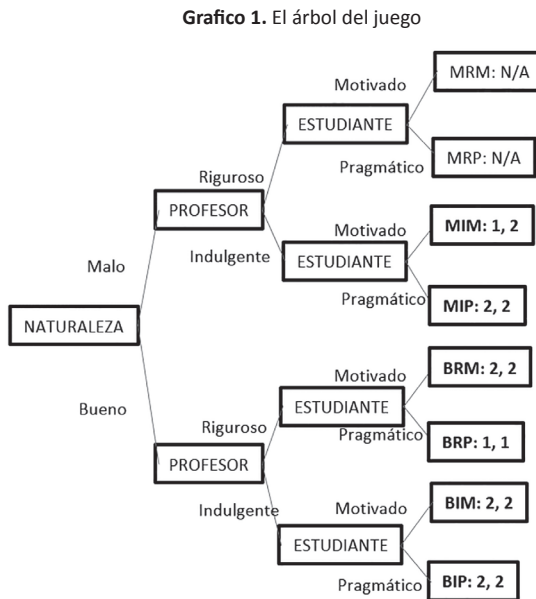 Grafico 1. El árbol del juego
Motivado
MRM: N/A
ESTUDIANTE
Pragmático
MRP: N/A
Riguroso
PROFESOR
Indulgente
Motivado
MIM: 1, 2
ESTUDIANTE
Pragmático
MIP: 2, 2
Malo
NATURALEZA
Bueno
Motivado
BRM: 2, 2
ESTUDIANTE
Pragmático
BRP: 1, 1
Riguroso
PROFESOR
Indulgente
Motivado
BIM: 2, 2
ESTUDIANTE
Pragmático
BIP: 2, 2